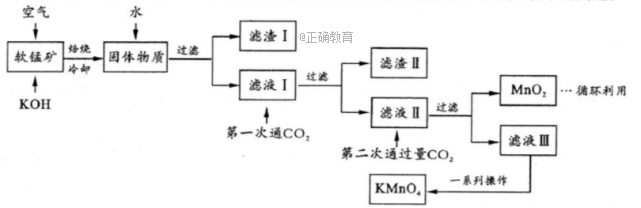 空气
水
滤渣Ⅰ
@正确教育
软锰矿
焙烧
冷却
固体物质
过滤
滤液Ⅰ
过滤
滤渣Ⅱ
MnO₂
…循环利用
KOH
第一次通CO₂
滤液Ⅱ
过滤
滤液Ⅲ
第二次通过量CO₂
KMnO₄
一系列操作